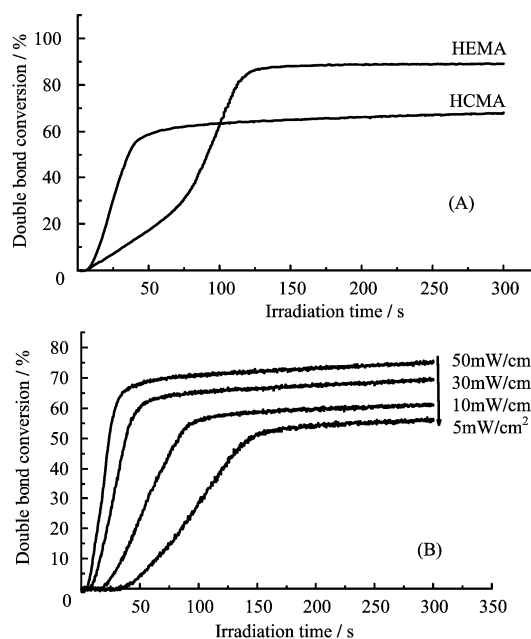 Double bond conversion / %
100
80
60
40
20
0
HEMA
HCMA
(A)
50 100 150 200 250 300
Irradiation time / s
Double bond conversion / %
80
70
60
50
40
30
20
10
0
50mW/cm
30mW/cm
10mW/cm
5mW/cm²
(B)
50 100 150 200 250 300 350
Irradiation time / s